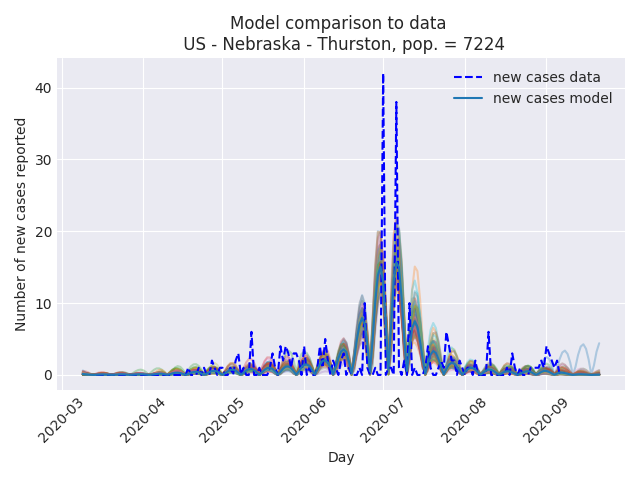 Model comparison to data
US - Nebraska - Thurston, pop. = 7224
new cases data
new cases model
Number of new cases reported
40
30
20
10
0
2020-03
2020-04
2020-05
2020-06
2020-07
2020-08
2020-09
Day